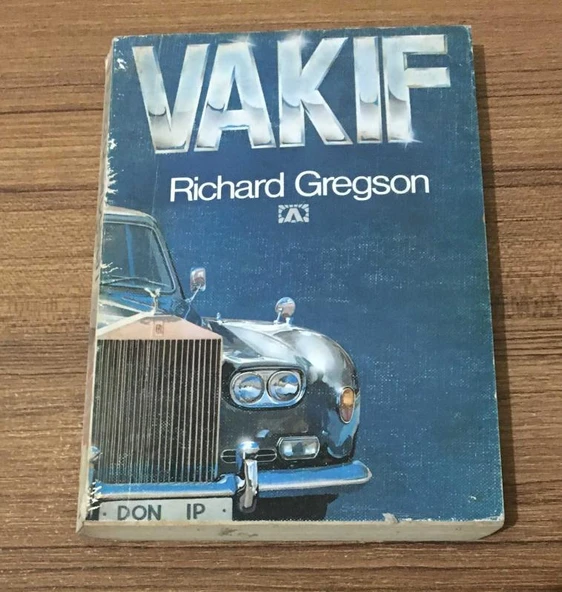 VAKIF
Richard Gregson
· DON IP ·